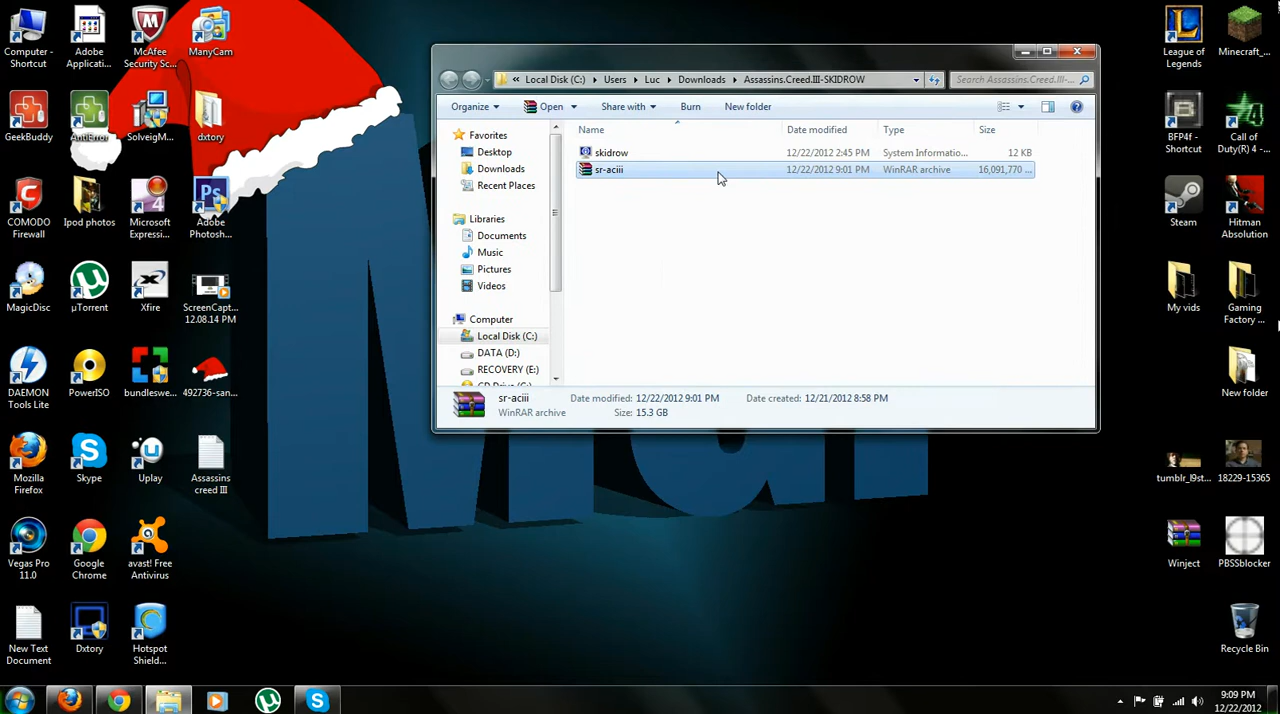 Computer -
Shortcut
Adobe
Applicati...
McAfee
Security Sc...
ManyCam
GeekBuddy
AntiError
SolveigM...
dxtory
COMODO
Firewall
Ipod photos
Microsoft
Expressi...
Adobe
Photosh...
MagicDisc
µTorrent
Xfire
ScreenCapt...
12.08.14 PM
DAEMON
Tools Lite
PowerISO
bundleswe...
492736-san...
Mozilla
Firefox
Skype
Uplay
Assassins
creed III
Vegas Pro
11.0
Google
Chrome
avast! Free
Antivirus
New Text
Document
Dxtory
Hotspot
Shield...
« Local Disk (C:) ▸ Users ▸ Luc ▸ Downloads ▸ Assassins.Creed.III-SKIDROW
Search Assassins.Creed.III-...
Organize Open Share with Burn New folder
Favorites
Desktop
Downloads
Recent Places
Libraries
Documents
Music
Pictures
Videos
Computer
Local Disk (C:)
DATA (D:)
RECOVERY (E:)
Name Date modified Type Size
skidrow 12/22/2012 2:45 PM System Informatio... 12 KB
sr-aciii 12/22/2012 9:01 PM WinRAR archive 16,091,770 ...
sr-aciii Date modified: 12/22/2012 9:01 PM Date created: 12/21/2012 8:58 PM
WinRAR archive Size: 15.3 GB
League of
Legends
Minecraft_...
BFP4f -
Shortcut
Call of
Duty(R) 4 -...
Steam
Hitman
Absolution
My vids
Gaming
Factory ...
New folder
tumblr_l9st...
18229-15365
Winject
PBSSblocker
Recycle Bin
9:09 PM
12/22/2012